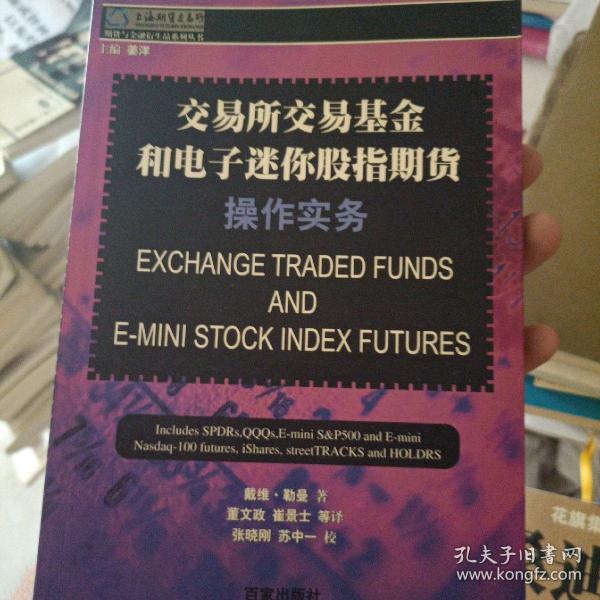 上海期货交易所
期货与金融衍生品系列丛书
主编 姜洋
交易所交易基金
和电子迷你股指期货
操作实务
EXCHANGE TRADED FUNDS
AND
E-MINI STOCK INDEX FUTURES
Includes SPDRs,QQQs,E-mini S&P500 and E-mini
Nasdaq-100 futures, iShares, streetTRACKS and HOLDRS
戴维·勒曼 著
董文政 崔景士 等译
张晓刚 苏中一 校
百家出版社
花旗集
孔夫子旧书网
www.kongfz.com